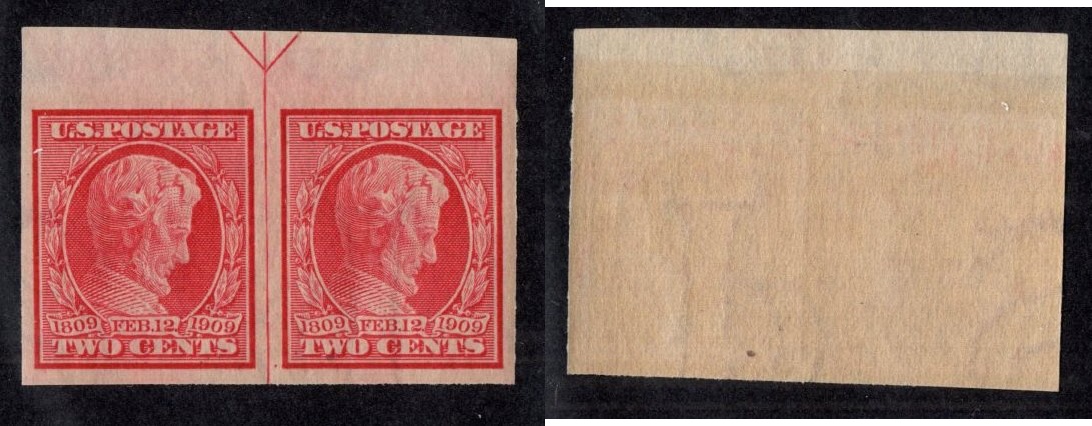 U.S.POSTAGE
1809 FEB.12, 1909
TWO CENTS
U.S.POSTAGE
1809 FEB.12 1909
TWO CENTS